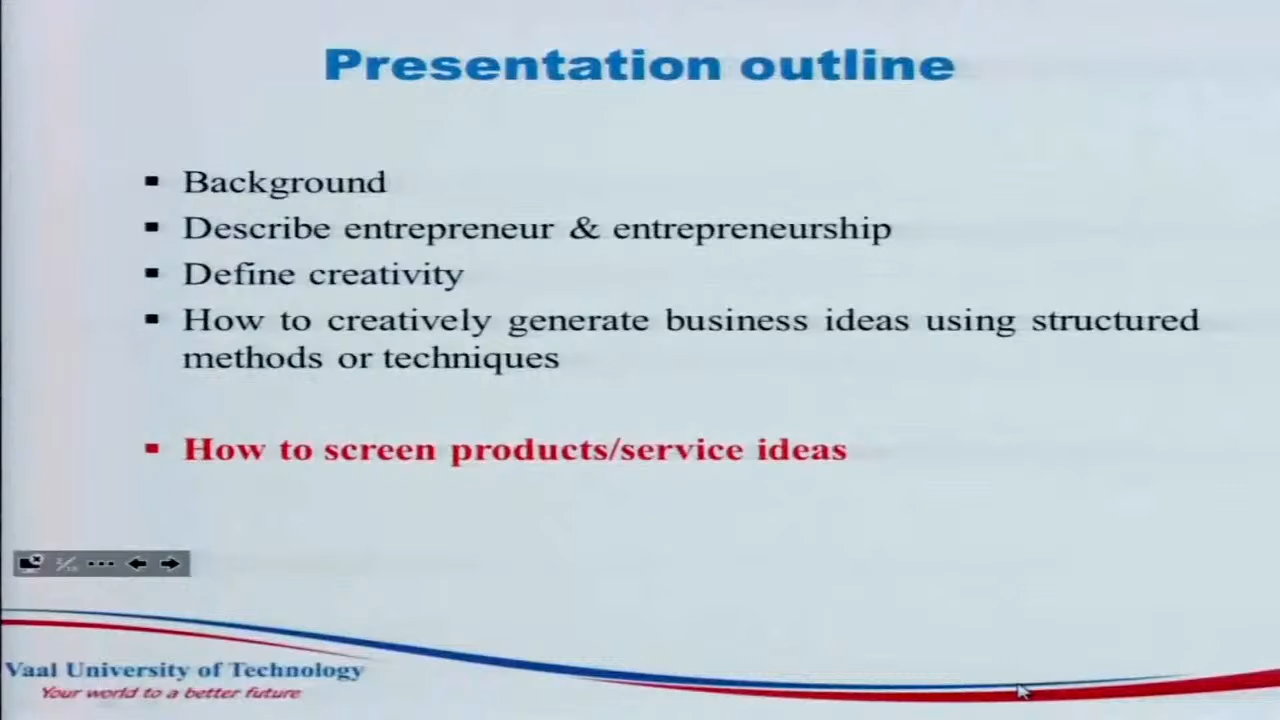 Presentation outline
Background
Describe entrepreneur & entrepreneurship
Define creativity
How to creatively generate business ideas using structured
methods or techniques
How to screen products/service ideas
Vaal University of Technology
Your world to a better future